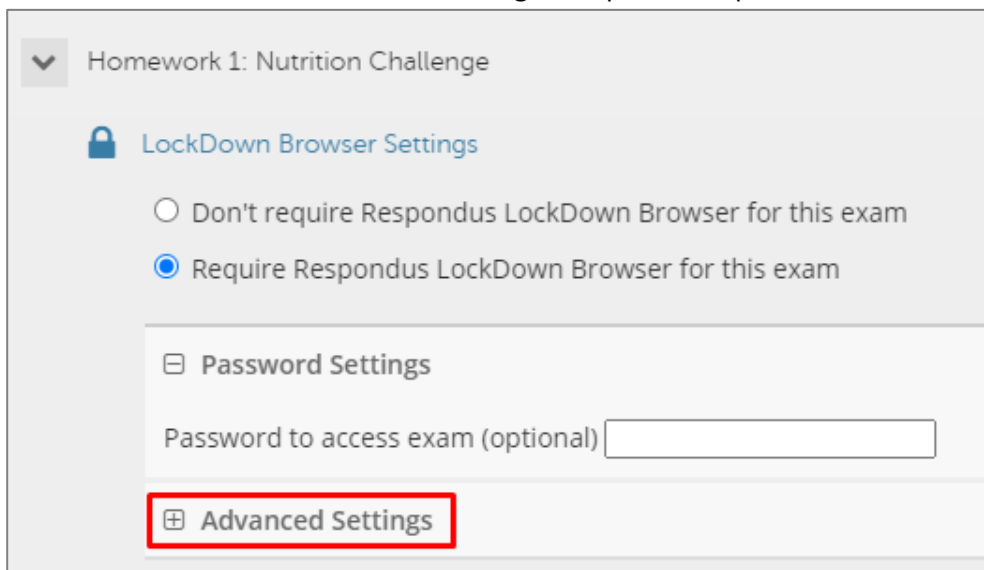 Homework 1: Nutrition Challenge
LockDown Browser Settings
Don't require Respondus LockDown Browser for this exam
Require Respondus LockDown Browser for this exam
Password Settings
Password to access exam (optional)
Advanced Settings